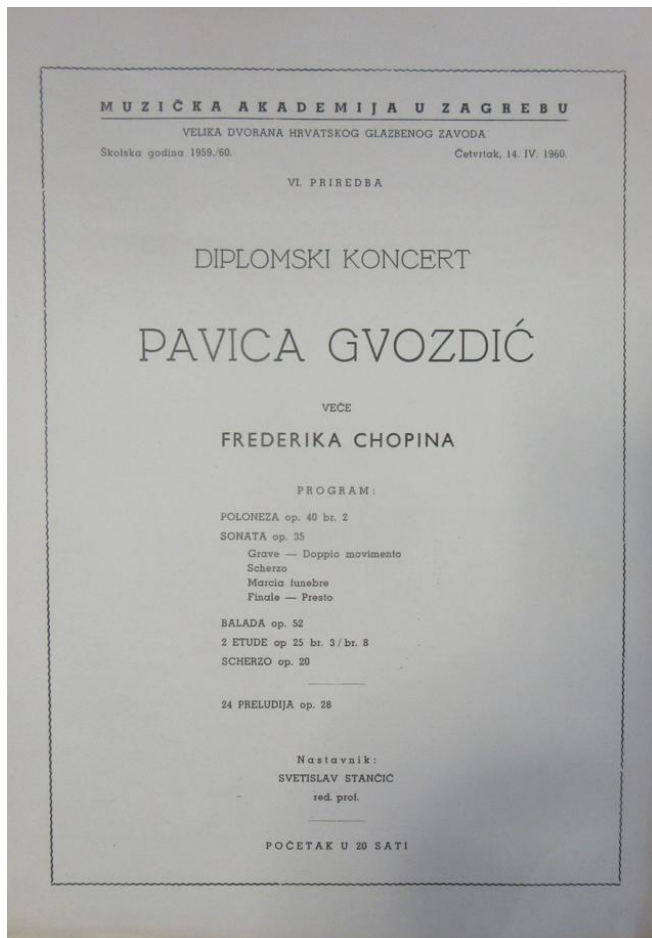 MUZIČKA AKADEMIJA U ZAGREBU
VELIKA DVORANA HRVATSKOG GLAZBENOG ZAVODA
Školska godina 1959./60. Četvrtak, 14. IV. 1960.
VI. PRIREDBA
DIPLOMSKI KONCERT
PAVICA GVOZDIĆ
VEČE
FREDERIKA CHOPINA
PROGRAM:
POLONEZA op. 40 br. 2
SONATA op. 35
Grave — Doppio movimento
Scherzo
Marcia funebre
Finale — Presto
BALADA op. 52
2 ETUDE op 25 br. 3/br. 8
SCHERZO op. 20
24 PRELUDIJA op. 28
Nastavnik:
SVETISLAV STANČIĆ
red. prof.
POČETAK U 20 SATI